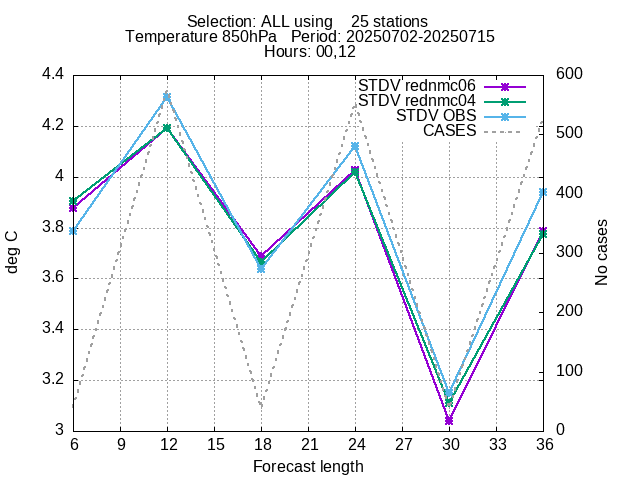 Selection: ALL using    25 stations
Temperature 850hPa   Period: 20250702-20250715
Hours: 00,12
STDV rednmc06
STDV rednmc04
STDV OBS
CASES
4.4
4.2
4
3.8
3.6
3.4
3.2
3
deg C
600
500
400
300
200
100
0
No cases
6 9 12 15 18 21 24 27 30 33 36
Forecast length